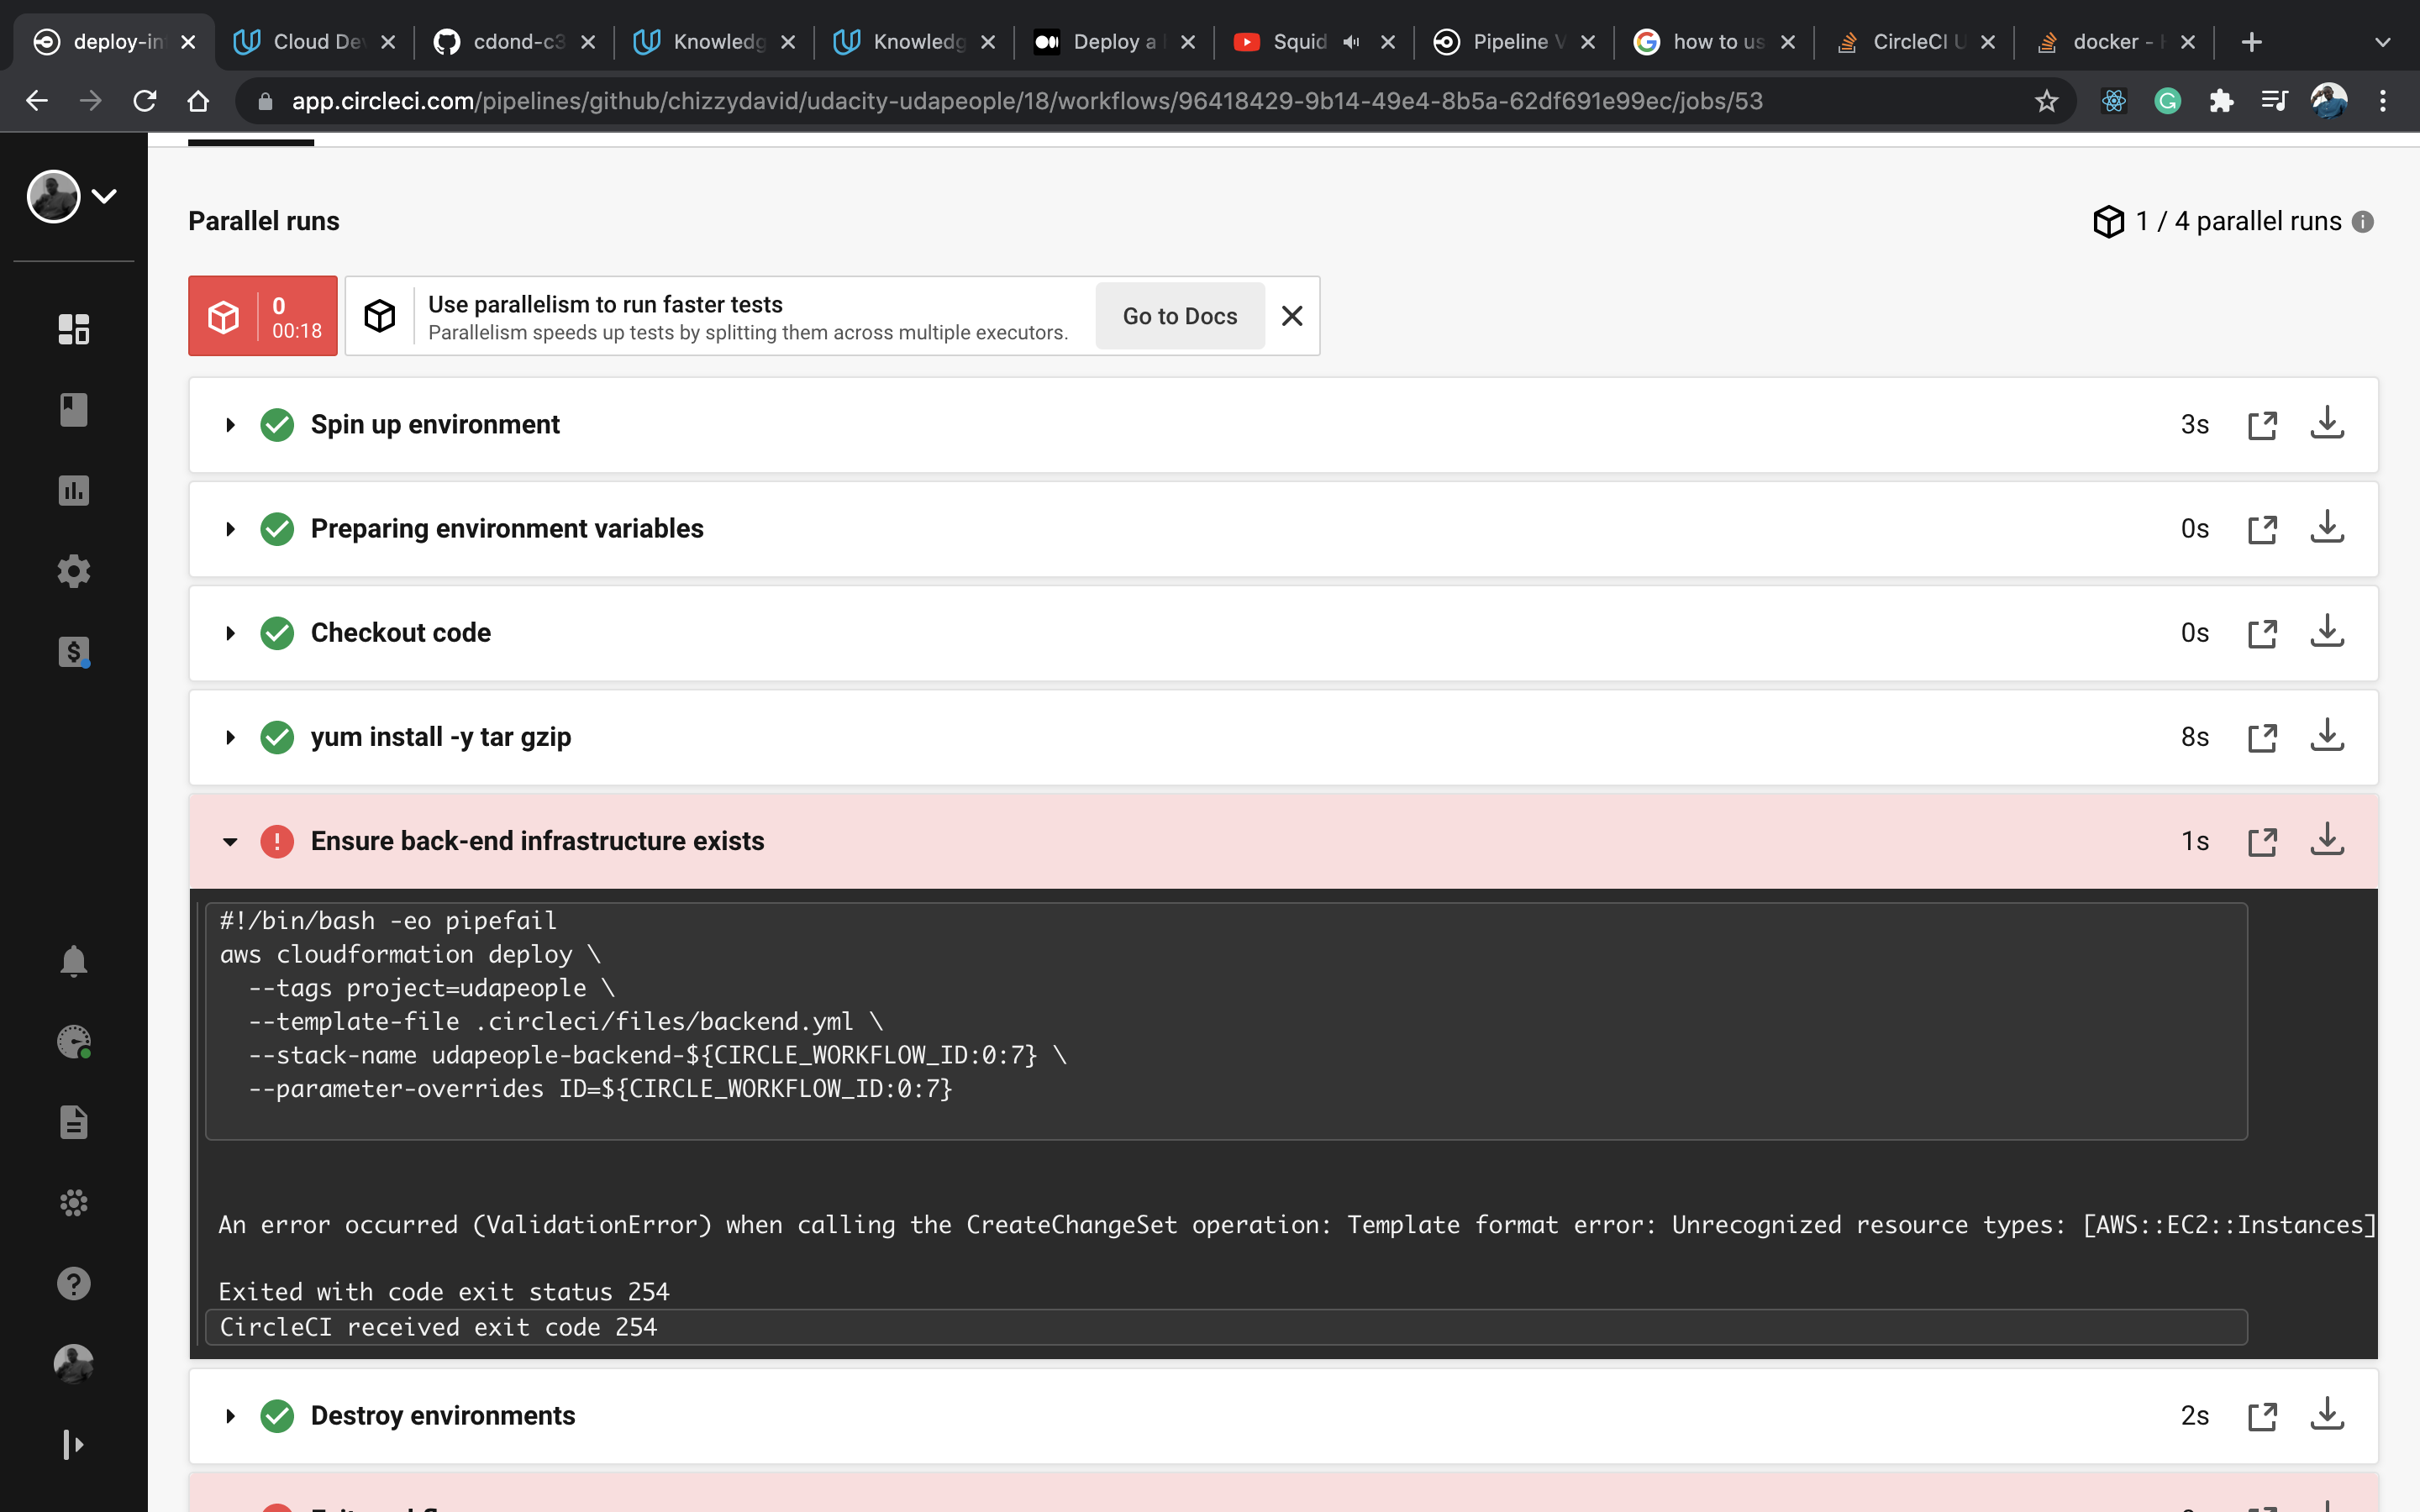 deploy-in
Cloud De
cdond-c3
Knowledg
Knowledg
Deploy a
Squid
Pipeline V
how to us
CircleCI U
docker -
app.circleci.com/pipelines/github/chizzydavid/udacity-udapeople/18/workflows/96418429-9b14-49e4-8b5a-62df691e99ec/jobs/53
Parallel runs
1 / 4 parallel runs
0
00:18
Use parallelism to run faster tests
Parallelism speeds up tests by splitting them across multiple executors.
Go to Docs
Spin up environment
3s
Preparing environment variables
0s
Checkout code
0s
yum install -y tar gzip
8s
Ensure back-end infrastructure exists
1s
#!/bin/bash -eo pipefail
aws cloudformation deploy \
--tags project=udapeople \
--template-file .circleci/files/backend.yml \
--stack-name udapeople-backend-${CIRCLE_WORKFLOW_ID:0:7} \
--parameter-overrides ID=${CIRCLE_WORKFLOW_ID:0:7}
An error occurred (ValidationError) when calling the CreateChangeSet operation: Template format error: Unrecognized resource types: [AWS::EC2::Instances]
Exited with code exit status 254
CircleCI received exit code 254
Destroy environments
2s